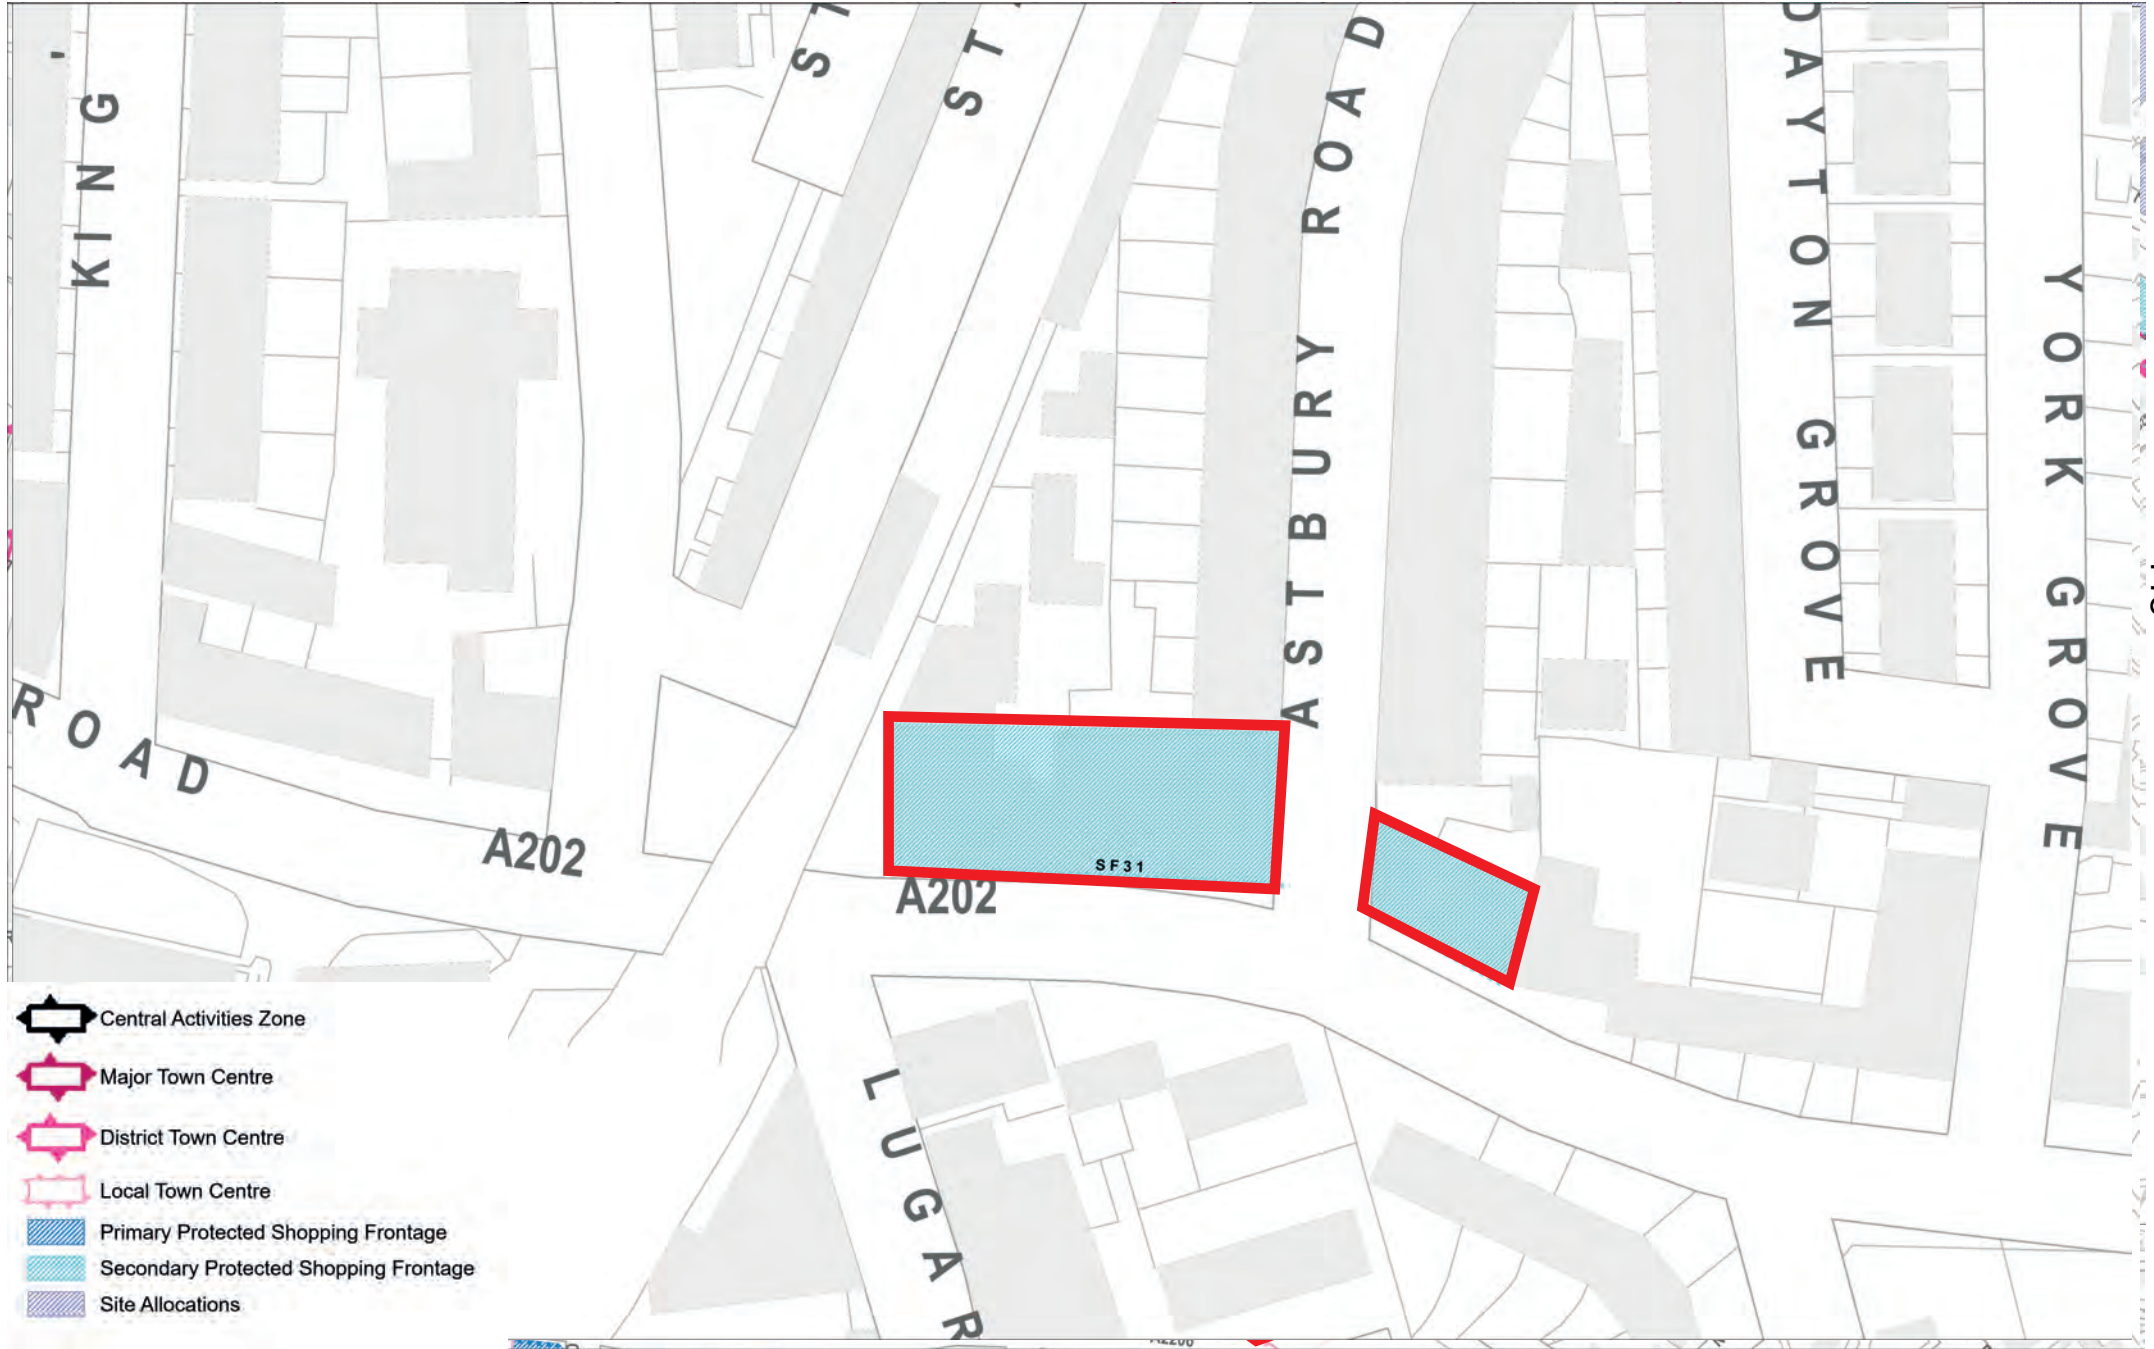 KING'
ST
ST
ASTBURY ROAD
DAYTON GROVE
YORK GROVE
ROAD
A202
SF31
A202
LUGAR
Central Activities Zone
Major Town Centre
District Town Centre
Local Town Centre
Primary Protected Shopping Frontage
Secondary Protected Shopping Frontage
Site Allocations